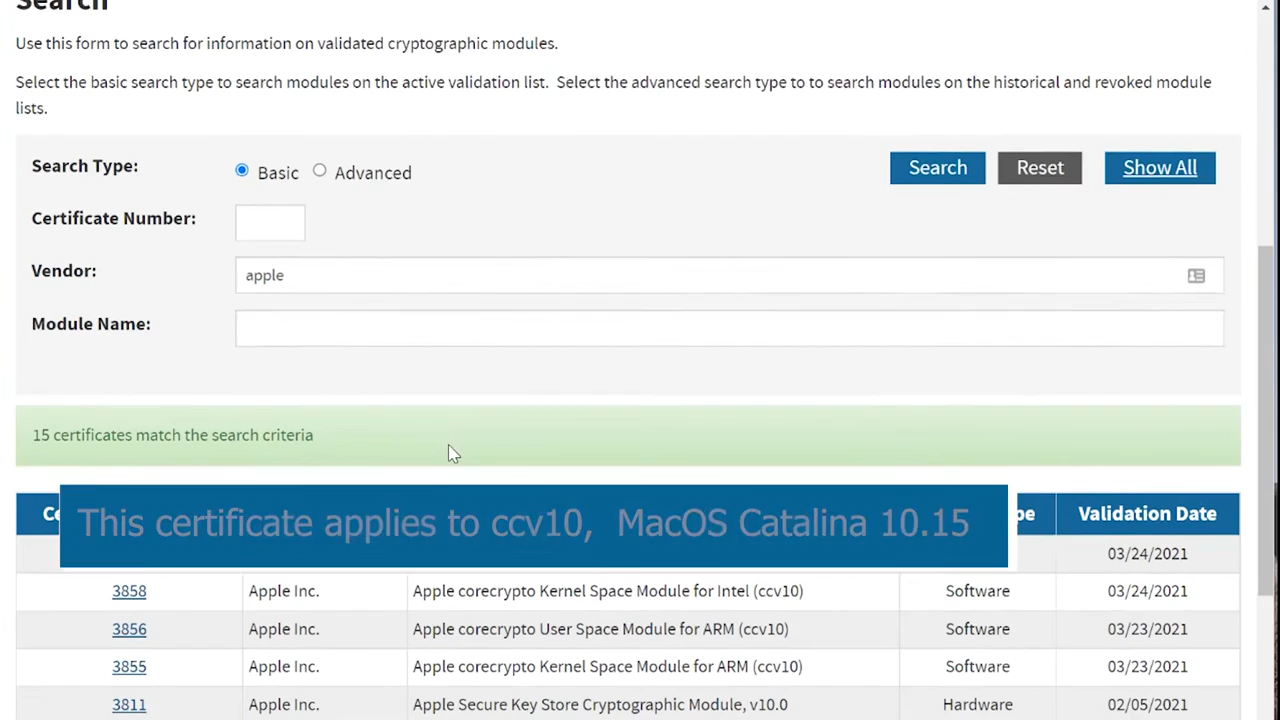 Search
Use this form to search for information on validated cryptographic modules.
Select the basic search type to search modules on the active validation list.  Select the advanced search type to to search modules on the historical and revoked module
lists.
Search Type:
Basic
Advanced
Search
Reset
Show All
Certificate Number:
Vendor:
apple
Module Name:
15 certificates match the search criteria
This certificate applies to ccv10,  MacOS Catalina 10.15
Validation Date
03/24/2021
3858 Apple Inc. Apple corecrypto Kernel Space Module for Intel (ccv10) Software 03/24/2021
3856 Apple Inc. Apple corecrypto User Space Module for ARM (ccv10) Software 03/23/2021
3855 Apple Inc. Apple corecrypto Kernel Space Module for ARM (ccv10) Software 03/23/2021
3811 Apple Inc. Apple Secure Key Store Cryptographic Module, v10.0 Hardware 02/05/2021